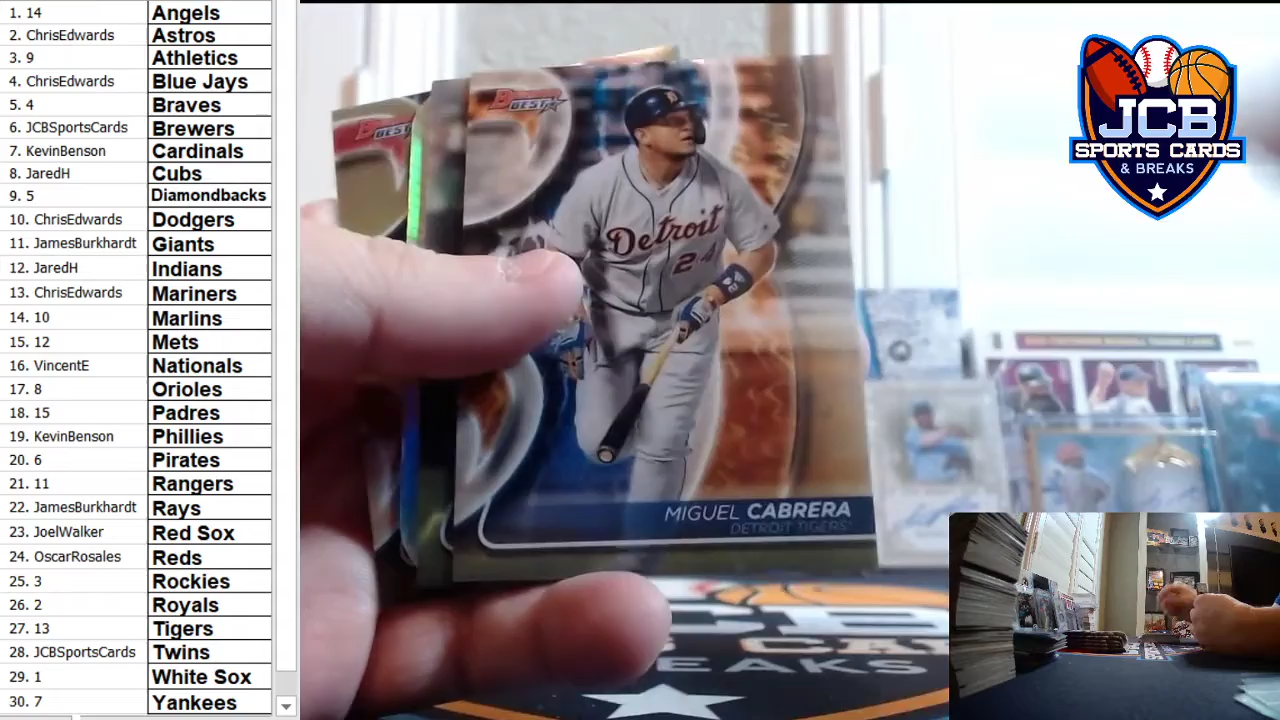 1. 14 Angels
2. ChrisEdwards Astros
3. 9 Athletics
4. ChrisEdwards Blue Jays
5. 4 Braves
6. JCBSportsCards Brewers
7. KevinBenson Cardinals
8. JaredH Cubs
9. 5 Diamondbacks
10. ChrisEdwards Dodgers
11. JamesBurkhardt Giants
12. JaredH Indians
13. ChrisEdwards Mariners
14. 10 Marlins
15. 12 Mets
16. VincentE Nationals
17. 8 Orioles
18. 15 Padres
19. KevinBenson Phillies
20. 6 Pirates
21. 11 Rangers
22. JamesBurkhardt Rays
23. JoelWalker Red Sox
24. OscarRosales Reds
25. 3 Rockies
26. 2 Royals
27. 13 Tigers
28. JCBSportsCards Twins
29. 1 White Sox
30. 7 Yankees
BEST
Bowman's
BEST
Detroit
24
MIGUEL CABRERA
DETROIT TIGERS
JCB
SPORTS CARDS
& BREAKS
BREAKS